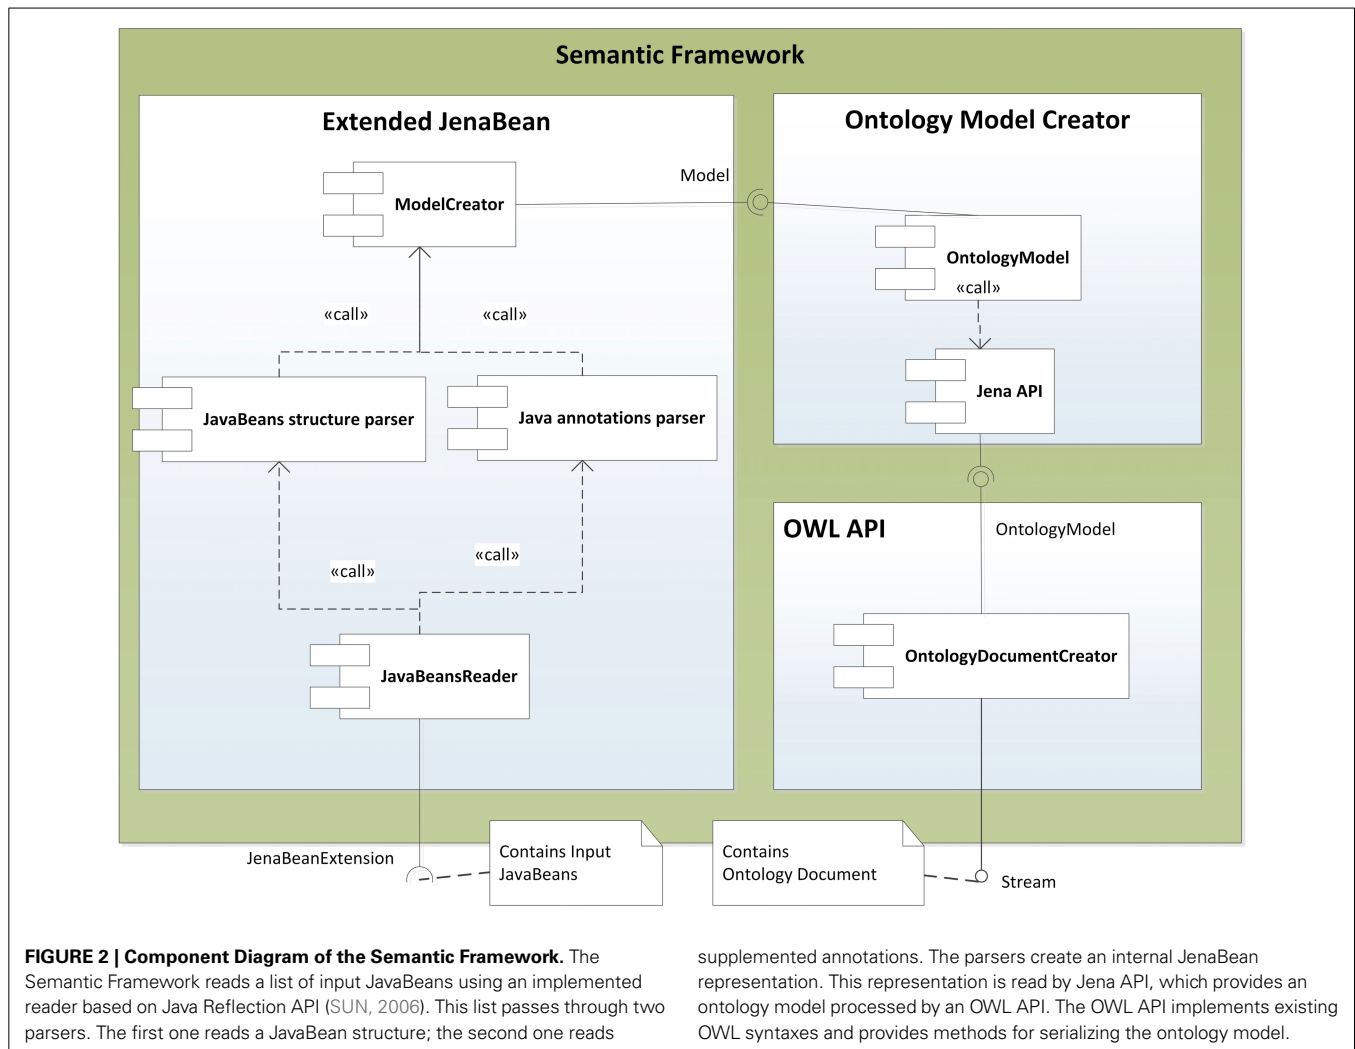 Semantic Framework
Extended JenaBean
ModelCreator
«call»
«call»
JavaBeans structure parser
Java annotations parser
«call»
«call»
JavaBeansReader
JenaBeanExtension
Contains Input
JavaBeans
Model
Ontology Model Creator
OntologyModel
«call»
Jena API
OWL API
OntologyModel
OntologyDocumentCreator
Contains
Ontology Document
Stream
FIGURE 2 | Component Diagram of the Semantic Framework. The
Semantic Framework reads a list of input JavaBeans using an implemented
reader based on Java Reflection API (SUN, 2006). This list passes through two
parsers. The first one reads a JavaBean structure; the second one reads
supplemented annotations. The parsers create an internal JenaBean
representation. This representation is read by Jena API, which provides an
ontology model processed by an OWL API. The OWL API implements existing
OWL syntaxes and provides methods for serializing the ontology model.